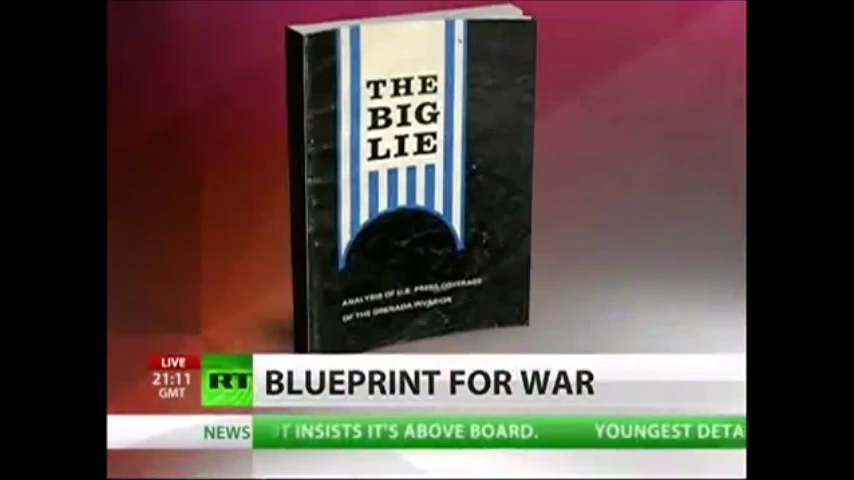 THE
BIG
LIE
ANALYSIS OF U.S. PRESS COVERAGE
OF THE GRENADA INVASION
LIVE
21:11
GMT
RT
BLUEPRINT FOR WAR
NEWS
IT INSISTS IT'S ABOVE BOARD. YOUNGEST DETA